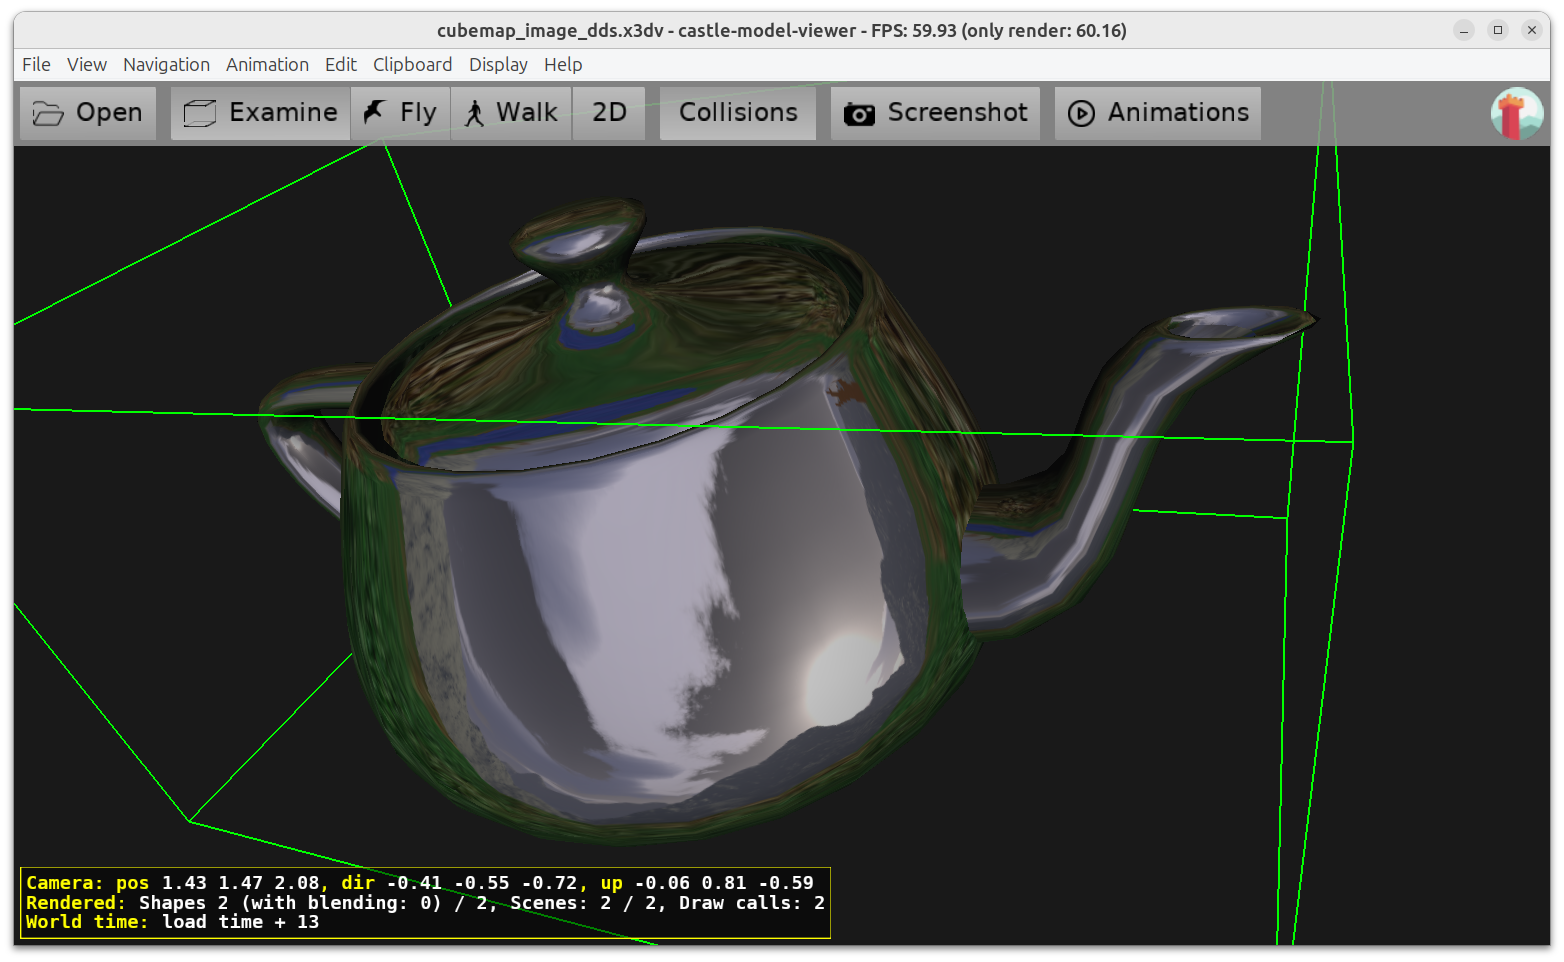 cubemap_image_dds.x3dv - castle-model-viewer - FPS: 59.93 (only render: 60.16)
File View Navigation Animation Edit Clipboard Display Help
Open Examine Fly Walk 2D Collisions Screenshot Animations
Camera: pos 1.43 1.47 2.08, dir -0.41 -0.55 -0.72, up -0.06 0.81 -0.59
Rendered: Shapes 2 (with blending: 0) / 2, Scenes: 2 / 2, Draw calls: 2
World time: load time + 13